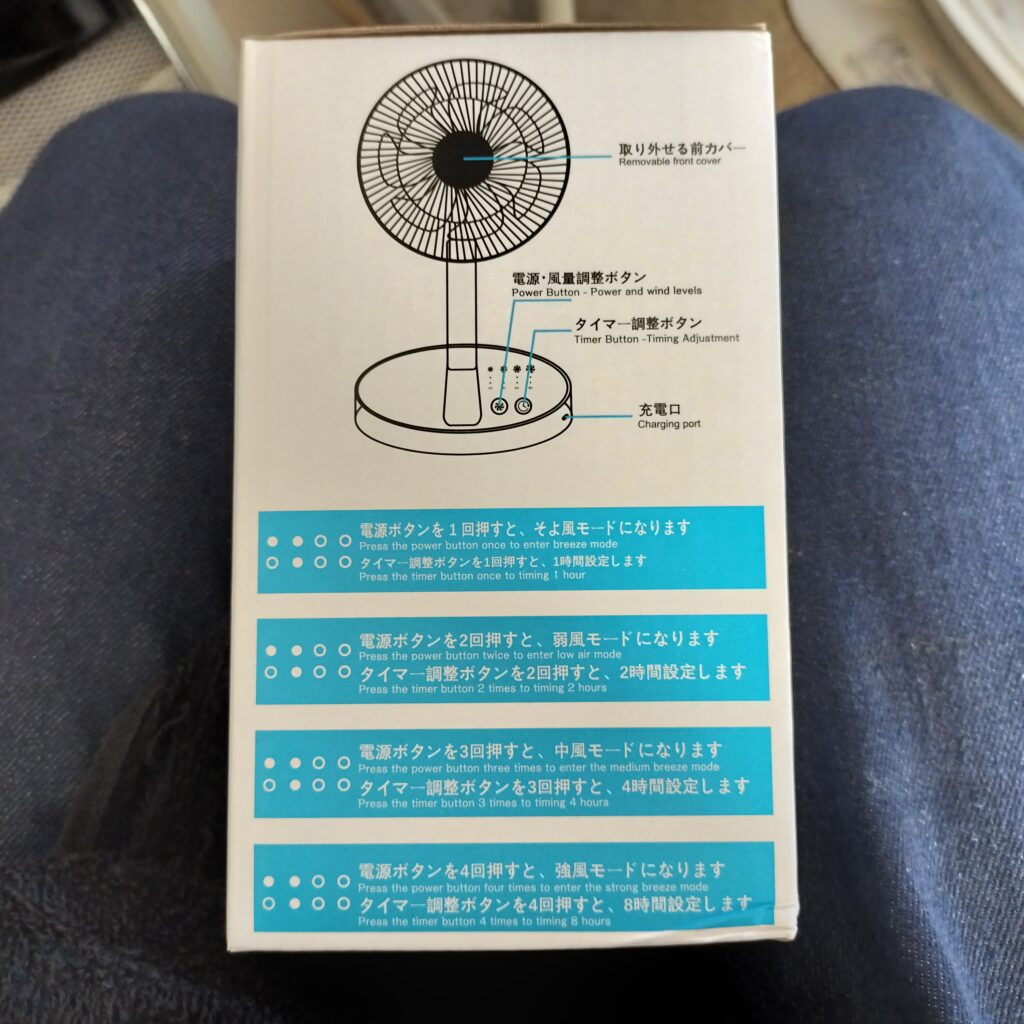 取り外せる前カバー
Removable front cover
電源・風量調整ボタン
Power Button - Power and wind levels
タイマー調整ボタン
Timer Button -Timing Adjustment
充電口
Charging port
電源ボタンを1回押すと、そよ風モードになります
Press the power button once to enter breeze mode
タイマー調整ボタンを1回押すと、1時間設定します
Press the timer button once to timing 1 hour
電源ボタンを2回押すと、弱風モードになります
Press the power button twice to enter low air mode
タイマー調整ボタンを2回押すと、2時間設定します
Press the timer button 2 times to timing 2 hours
電源ボタンを3回押すと、中風モードになります
Press the power button three times to enter the medium breeze mode
タイマー調整ボタンを3回押すと、4時間設定します
Press the timer button 3 times to timing 4 hours
電源ボタンを4回押すと、強風モードになります
Press the power button four times to enter the strong breeze mode
タイマー調整ボタンを4回押すと、8時間設定します
Press the timer button 4 times to timing 8 hours